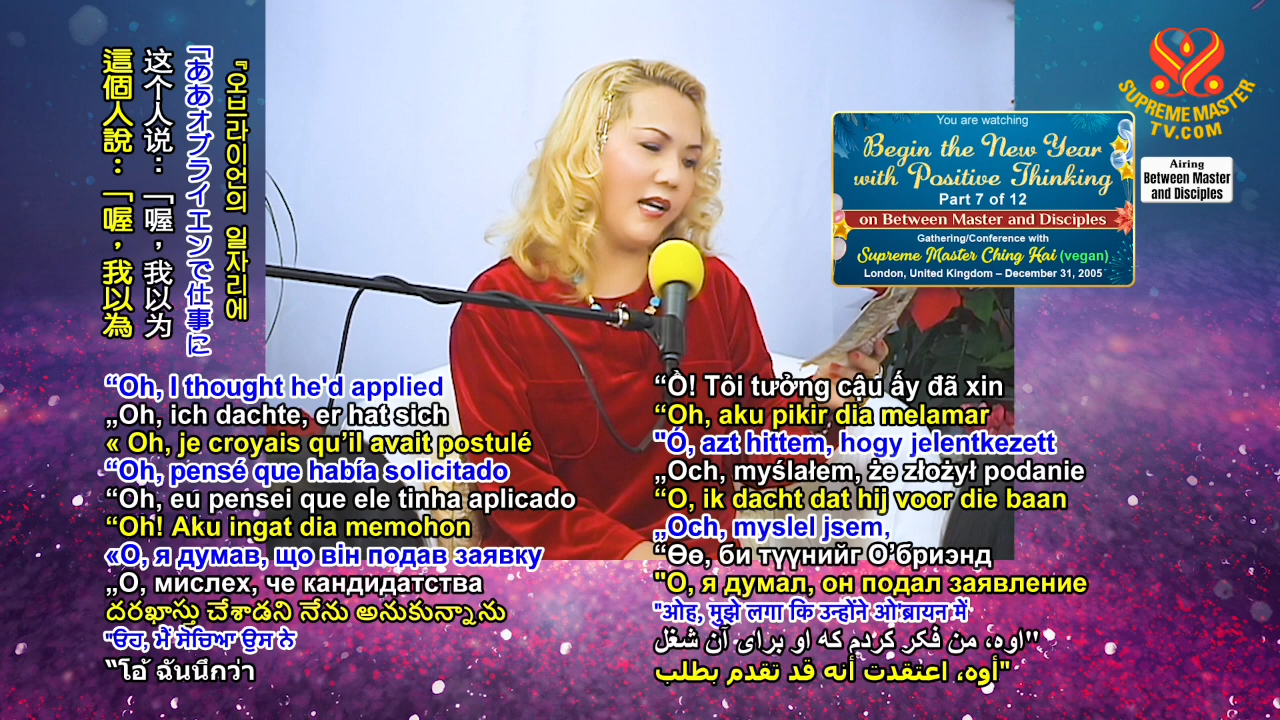 『오브라이언의 일자리에
「ああオブライエンで仕事に
这个人说：「喔，我以为
這個人說：「喔，我以為
SUPREME MASTER
TV.COM
You are watching
Begin the New Year
with Positive Thinking
Part 7 of 12
on Between Master and Disciples
Gathering/Conference with
Supreme Master Ching Hai (vegan)
London, United Kingdom – December 31, 2005
Airing
Between Master
and Disciples
“Oh, I thought he'd applied
„Oh, ich dachte, er hat sich
« Oh, je croyais qu’il avait postulé
“Oh, pensé que había solicitado
“Oh, eu pensei que ele tinha aplicado
“Oh! Aku ingat dia memohon
«О, я думав, що він подав заявку
„О, мислех, че кандидатства
దరఖాస్తు చేశాడని నేను అనుకున్నాను
"ਓਹ, ਮੈਂ ਸੋਚਿਆ ਉਸ ਨੇ
“โอ้ ฉันนึกว่า
“Ồ! Tôi tưởng cậu ấy đã xin
“Oh, aku pikir dia melamar
"Ó, azt hittem, hogy jelentkezett
„Och, myślałem, że złożył podanie
“O, ik dacht dat hij voor die baan
„Och, myslel jsem,
“Өө, би түүнийг О’бриэнд
"О, я думал, он подал заявление
"ओह, मुझे लगा कि उन्होंने ओ'ब्रायन में
"اوه، من فکر کردم که او برای آن شغل
"أوه، اعتقدت أنه قد تقدم بطلب